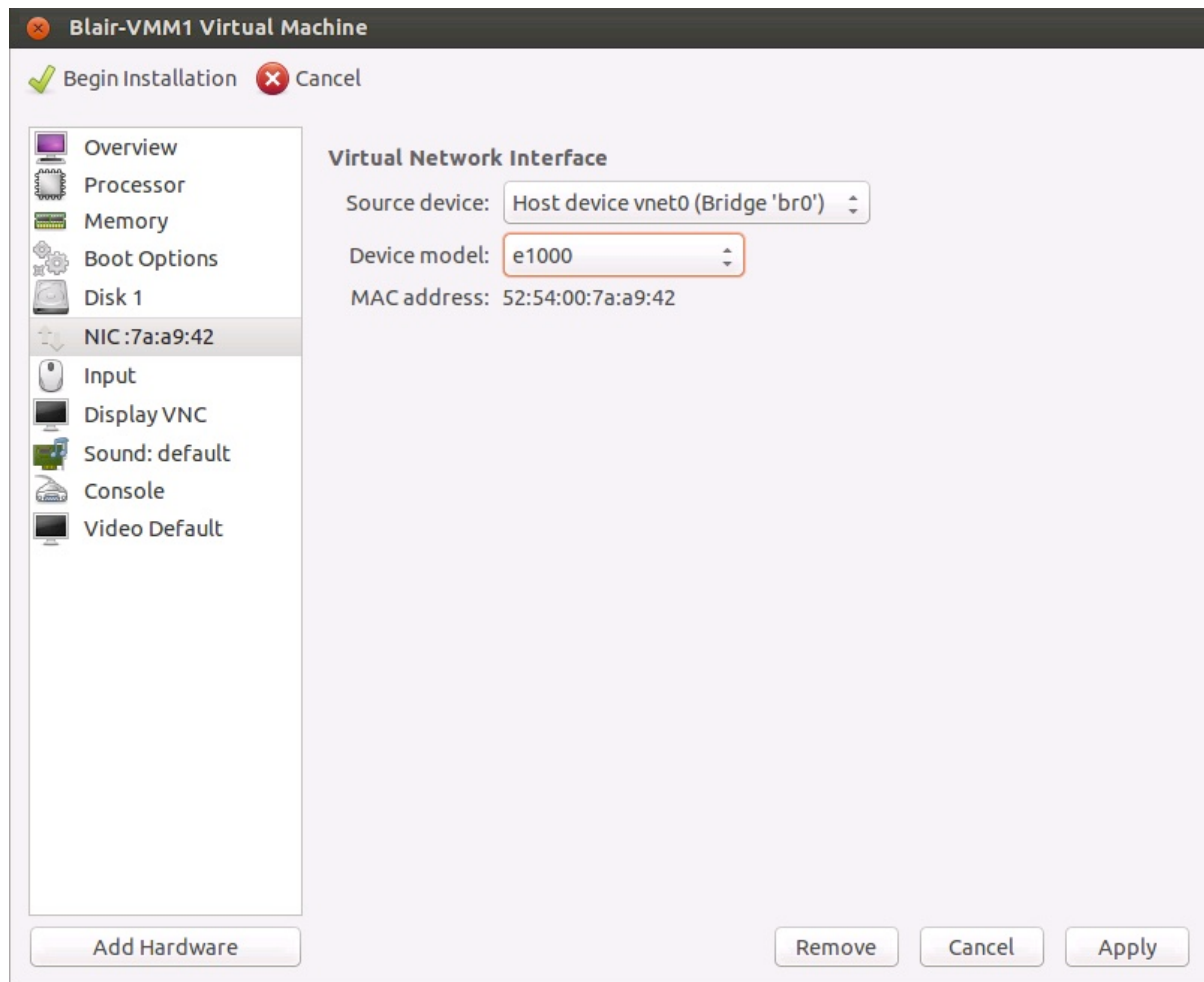 Blair-VMM1 Virtual Machine
Begin Installation Cancel
Overview
Processor
Memory
Boot Options
Disk 1
NIC :7a:a9:42
Input
Display VNC
Sound: default
Console
Video Default
Virtual Network Interface
Source device: Host device vnet0 (Bridge 'br0')
Device model: e1000
MAC address: 52:54:00:7a:a9:42
Add Hardware
Remove Cancel Apply